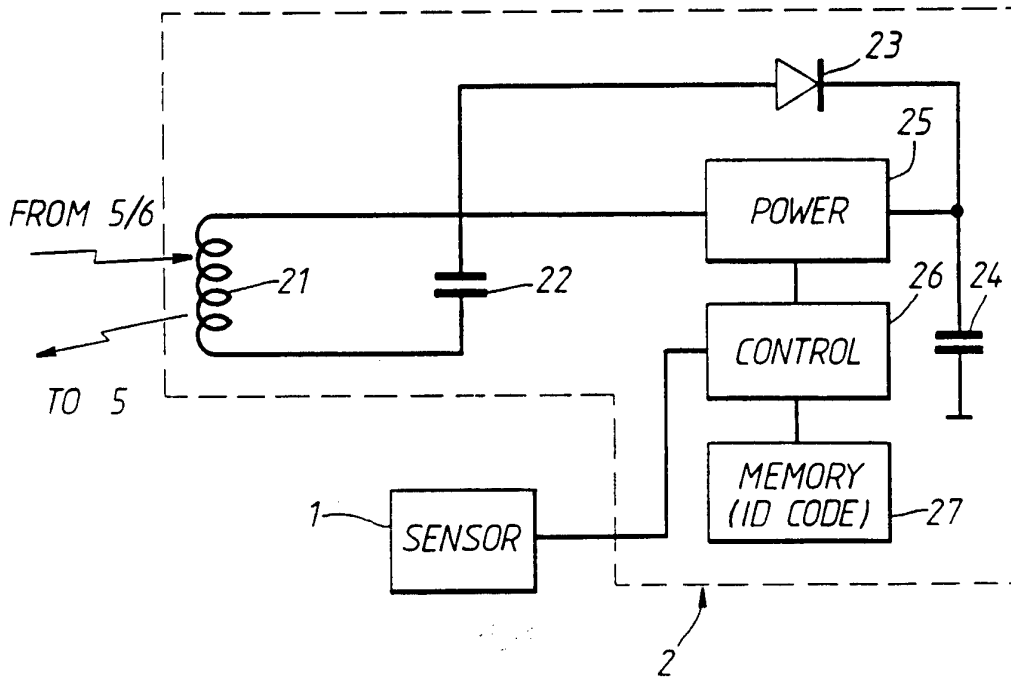 23
25
FROM 5/6
POWER
21
22
26
24
CONTROL
TO 5
MEMORY
(ID CODE)
27
1
SENSOR
2